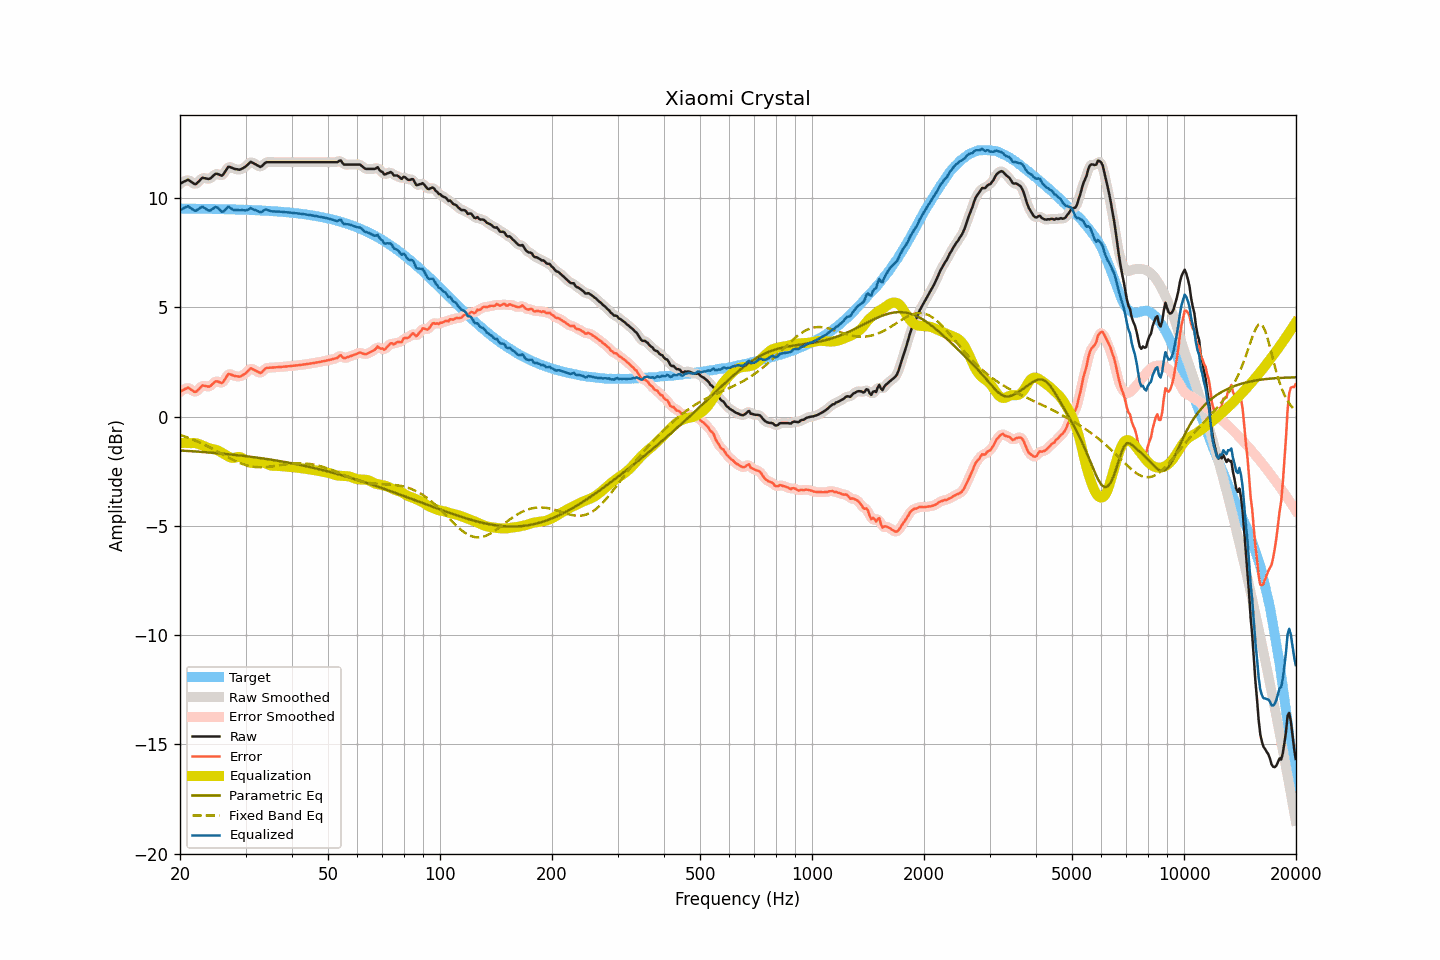 Xiaomi Crystal
Amplitude (dBr)
10
5
0
−5
−10
−15
−20
Target
Raw Smoothed
Error Smoothed
Raw
Error
Equalization
Parametric Eq
Fixed Band Eq
Equalized
20 50 100 200 500 1000 2000 5000 10000 20000
Frequency (Hz)